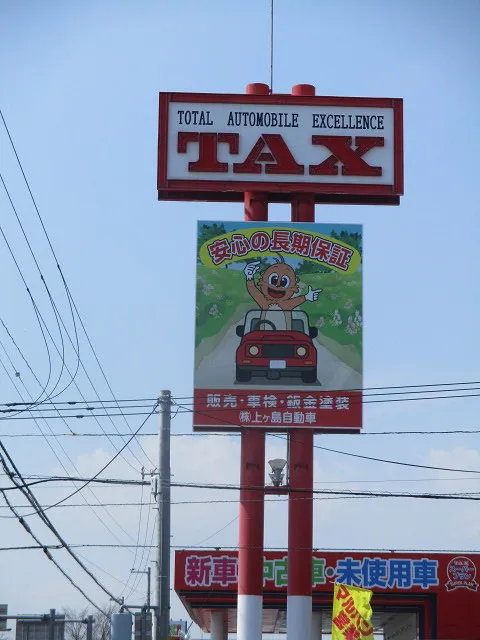 TOTAL AUTOMOBILE EXCELLENCE
TAX
安心の長期保証
販売・車検・鈑金塗装
㈱上ヶ島自動車
新車・中古車・未使用車